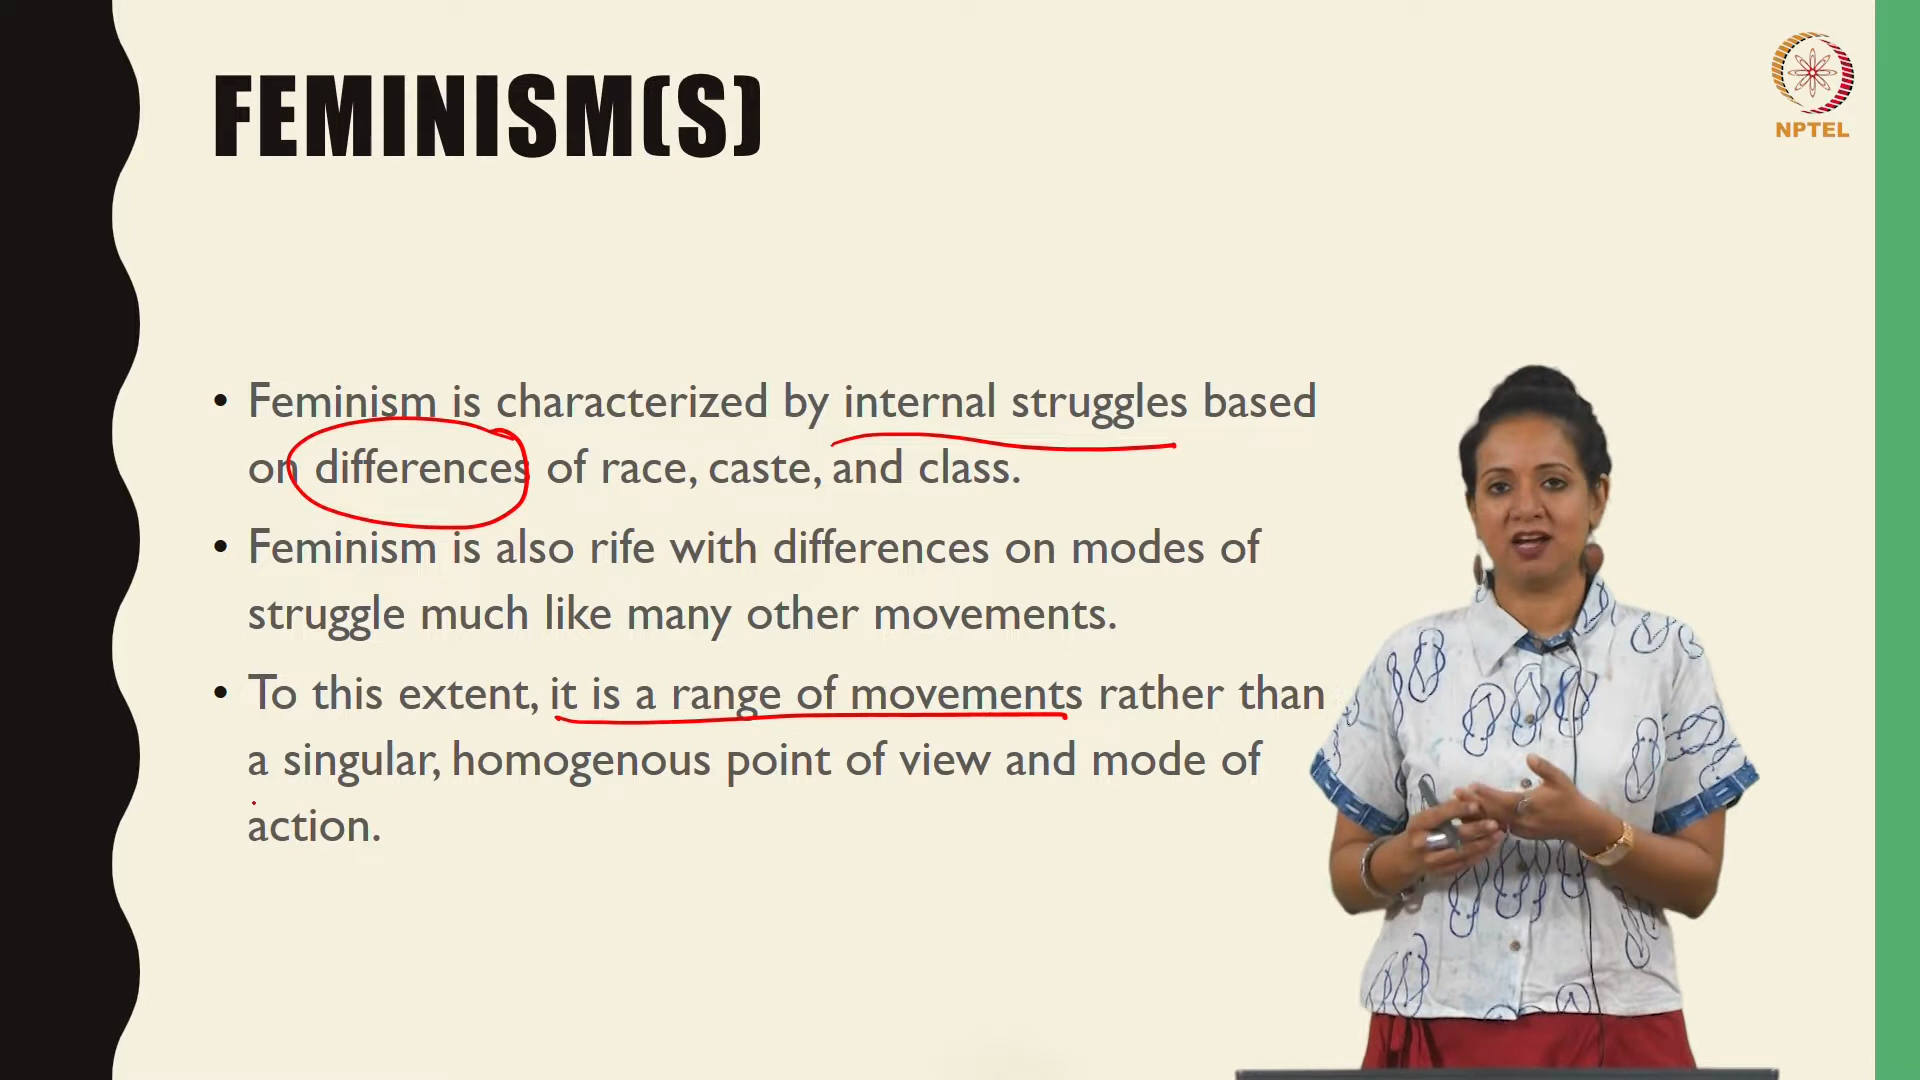 FEMINISM(S)
NPTEL
• Feminism is characterized by internal struggles based
on differences of race, caste, and class.
• Feminism is also rife with differences on modes of
struggle much like many other movements.
• To this extent, it is a range of movements rather than
a singular, homogenous point of view and mode of
action.